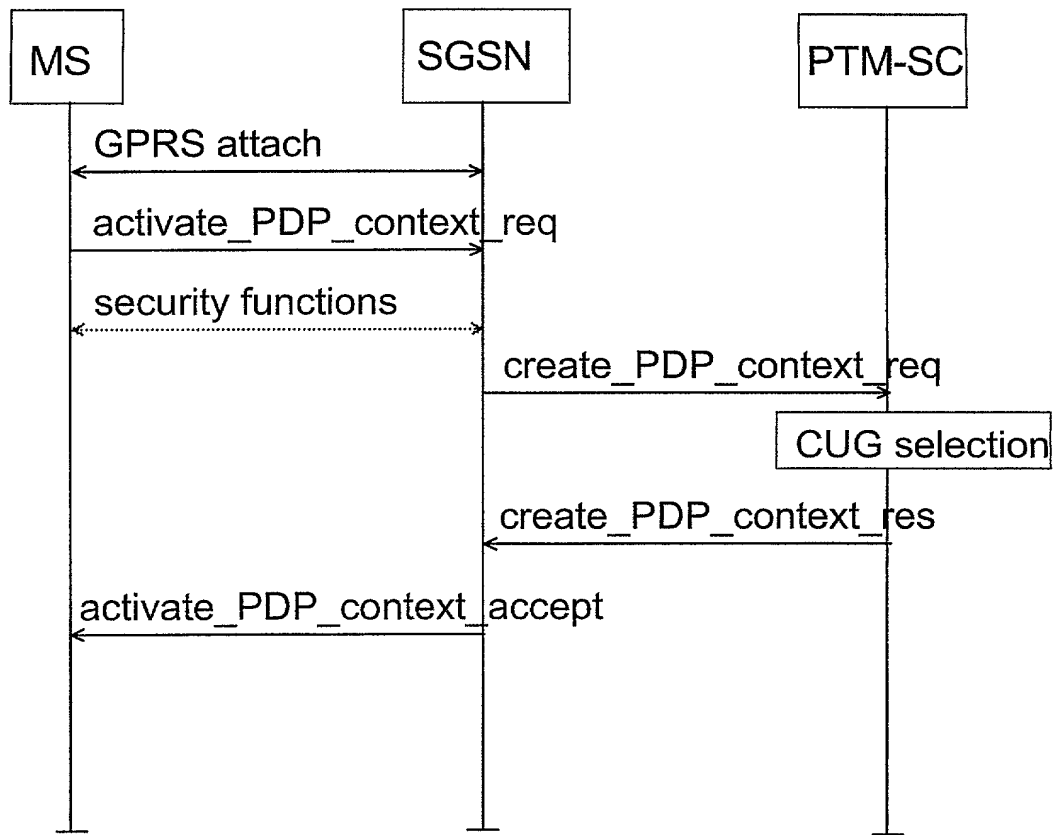 MS
SGSN
PTM-SC
GPRS attach
activate_PDP_context_req
security functions
create_PDP_context_req
CUG selection
create_PDP_context_res
activate_PDP_context_accept